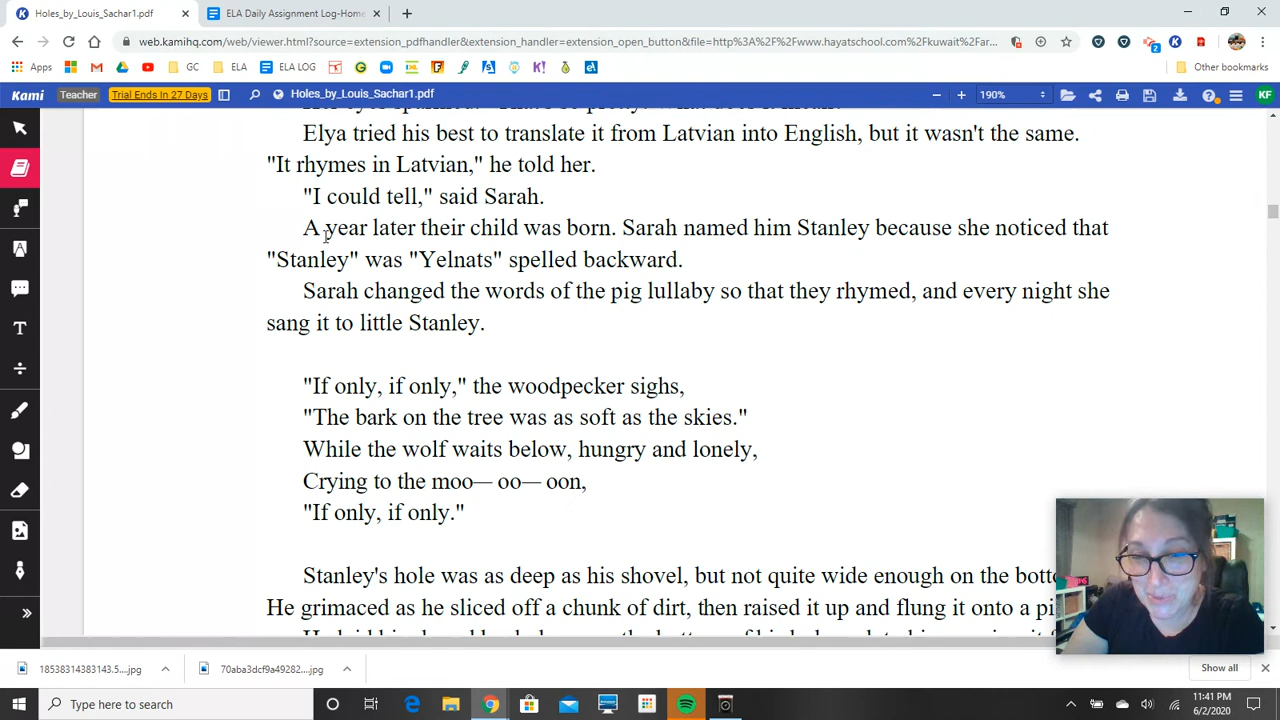 Holes_by_Louis_Sachar1.pdf
ELA Daily Assignment Log-Home
web.kamihq.com/web/viewer.html?source=extension_pdfhandler&extension_handler=extension_open_button&file=http%3A%2F%2Fwww.hayatschool.com%2Fkuwait%2Far...
Apps GC ELA ELA LOG Other bookmarks
Kami Teacher Trial Ends In 27 Days Holes_by_Louis_Sachar1.pdf 190% KF
Elya tried his best to translate it from Latvian into English, but it wasn't the same.
"It rhymes in Latvian," he told her.
"I could tell," said Sarah.
A year later their child was born. Sarah named him Stanley because she noticed that
"Stanley" was "Yelnats" spelled backward.
Sarah changed the words of the pig lullaby so that they rhymed, and every night she
sang it to little Stanley.
"If only, if only," the woodpecker sighs,
"The bark on the tree was as soft as the skies."
While the wolf waits below, hungry and lonely,
Crying to the moo— oo— oon,
"If only, if only."
Stanley's hole was as deep as his shovel, but not quite wide enough on the botto
He grimaced as he sliced off a chunk of dirt, then raised it up and flung it onto a pi
18538314383143.5....jpg
70aba3dcf9a49282....jpg
Show all
Type here to search
11:41 PM
6/2/2020